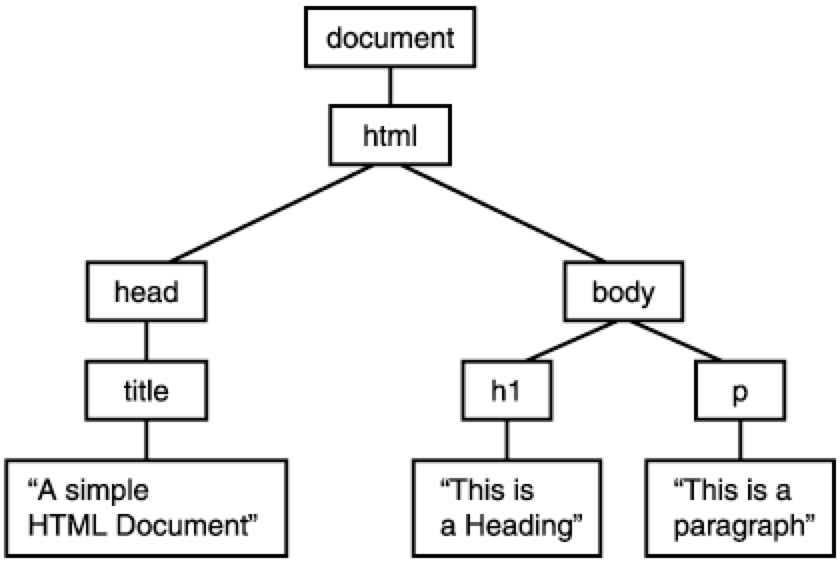 document
html
head
body
title
h1
p
“A simple
HTML Document”
“This is
a Heading”
“This is a
paragraph”